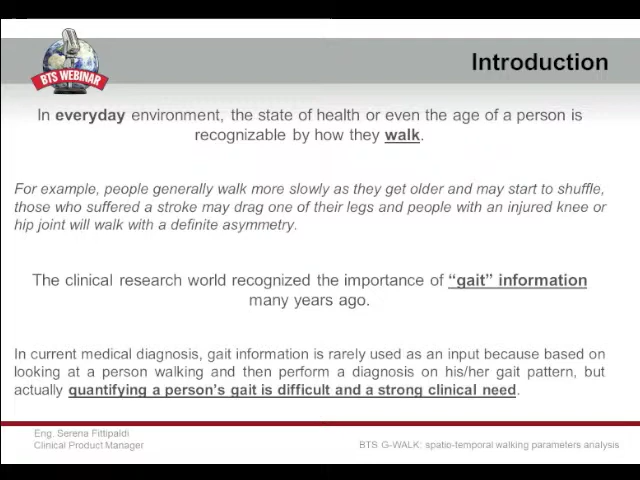 BTS WEBINAR
Introduction
In everyday environment, the state of health or even the age of a person is
recognizable by how they walk.
For example, people generally walk more slowly as they get older and may start to shuffle,
those who suffered a stroke may drag one of their legs and people with an injured knee or
hip joint will walk with a definite asymmetry.
The clinical research world recognized the importance of “gait” information
many years ago.
In current medical diagnosis, gait information is rarely used as an input because based on
looking at a person walking and then perform a diagnosis on his/her gait pattern, but
actually quantifying a person’s gait is difficult and a strong clinical need.
Eng. Serena Fittipaldi
Clinical Product Manager
BTS G-WALK: spatio-temporal walking parameters analysis